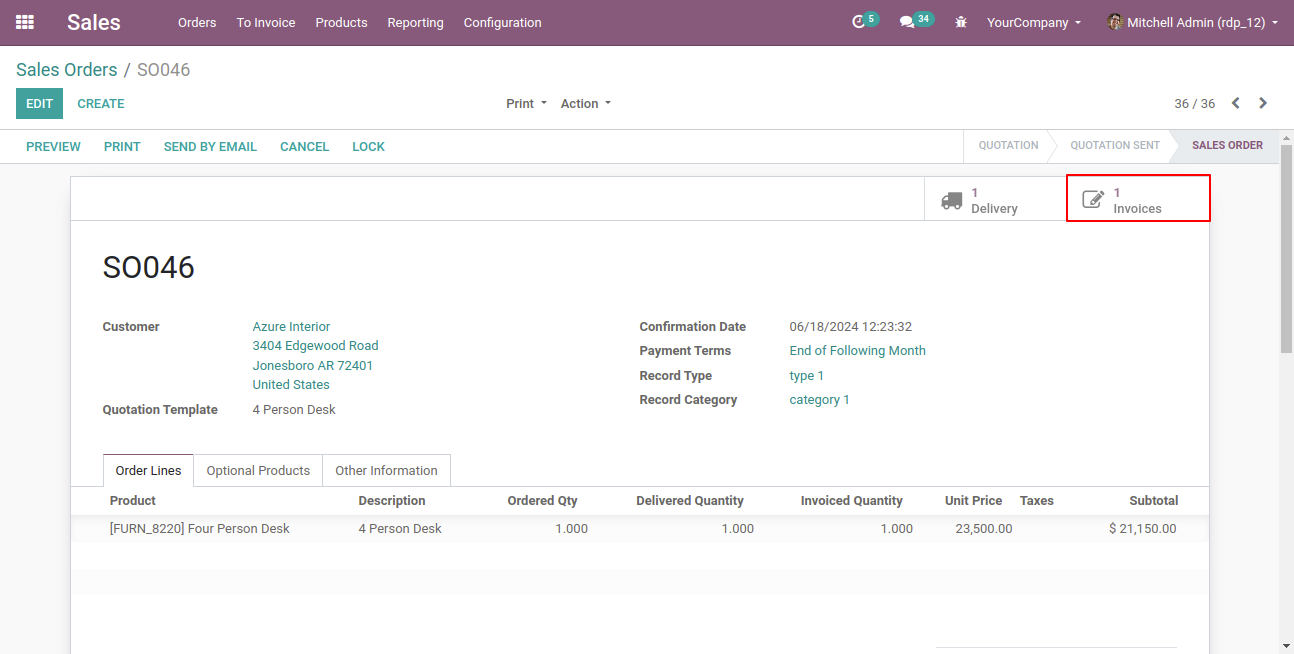 Sales Orders To Invoice Products Reporting Configuration 5 34 YourCompany Mitchell Admin (rdp_12)
Sales Orders / SO046
EDIT CREATE Print Action 36 / 36
PREVIEW PRINT SEND BY EMAIL CANCEL LOCK QUOTATION QUOTATION SENT SALES ORDER
1 Delivery
1 Invoices
SO046
Customer Azure Interior
3404 Edgewood Road
Jonesboro AR 72401
United States
Quotation Template 4 Person Desk
Confirmation Date 06/18/2024 12:23:32
Payment Terms End of Following Month
Record Type type 1
Record Category category 1
Order Lines Optional Products Other Information
Product Description Ordered Qty Delivered Quantity Invoiced Quantity Unit Price Taxes Subtotal
[FURN_8220] Four Person Desk 4 Person Desk 1.000 1.000 1.000 23,500.00 $ 21,150.00